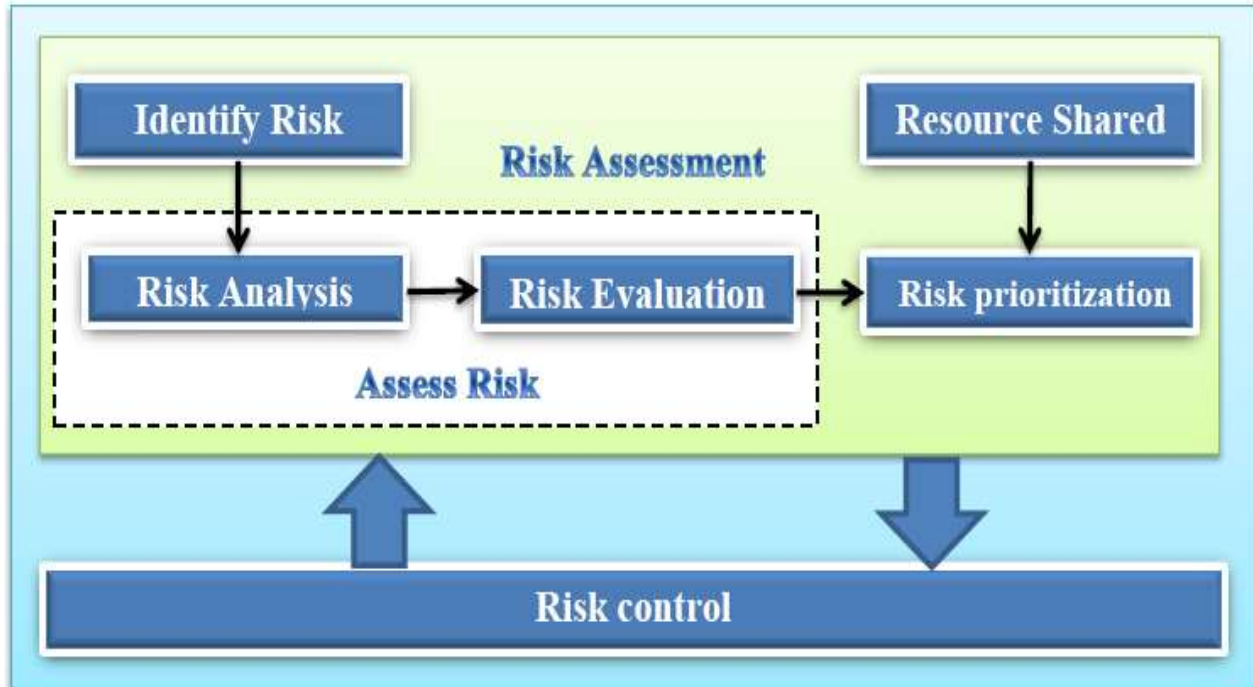 Identify Risk
Resource Shared
Risk Assessment
Risk Analysis
Risk Evaluation
Risk prioritization
Assess Risk
Risk control